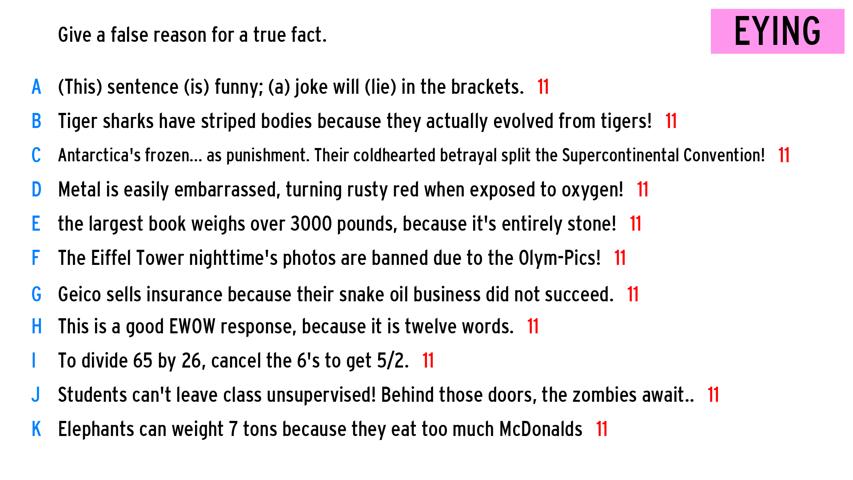 Give a false reason for a true fact.
EYING
A (This) sentence (is) funny; (a) joke will (lie) in the brackets. 11
B Tiger sharks have striped bodies because they actually evolved from tigers! 11
C Antarctica's frozen... as punishment. Their coldhearted betrayal split the Supercontinental Convention! 11
D Metal is easily embarrassed, turning rusty red when exposed to oxygen! 11
E the largest book weighs over 3000 pounds, because it's entirely stone! 11
F The Eiffel Tower nighttime's photos are banned due to the Olym-Pics! 11
G Geico sells insurance because their snake oil business did not succeed. 11
H This is a good EWOW response, because it is twelve words. 11
I To divide 65 by 26, cancel the 6's to get 5/2. 11
J Students can't leave class unsupervised! Behind those doors, the zombies await.. 11
K Elephants can weight 7 tons because they eat too much McDonalds 11